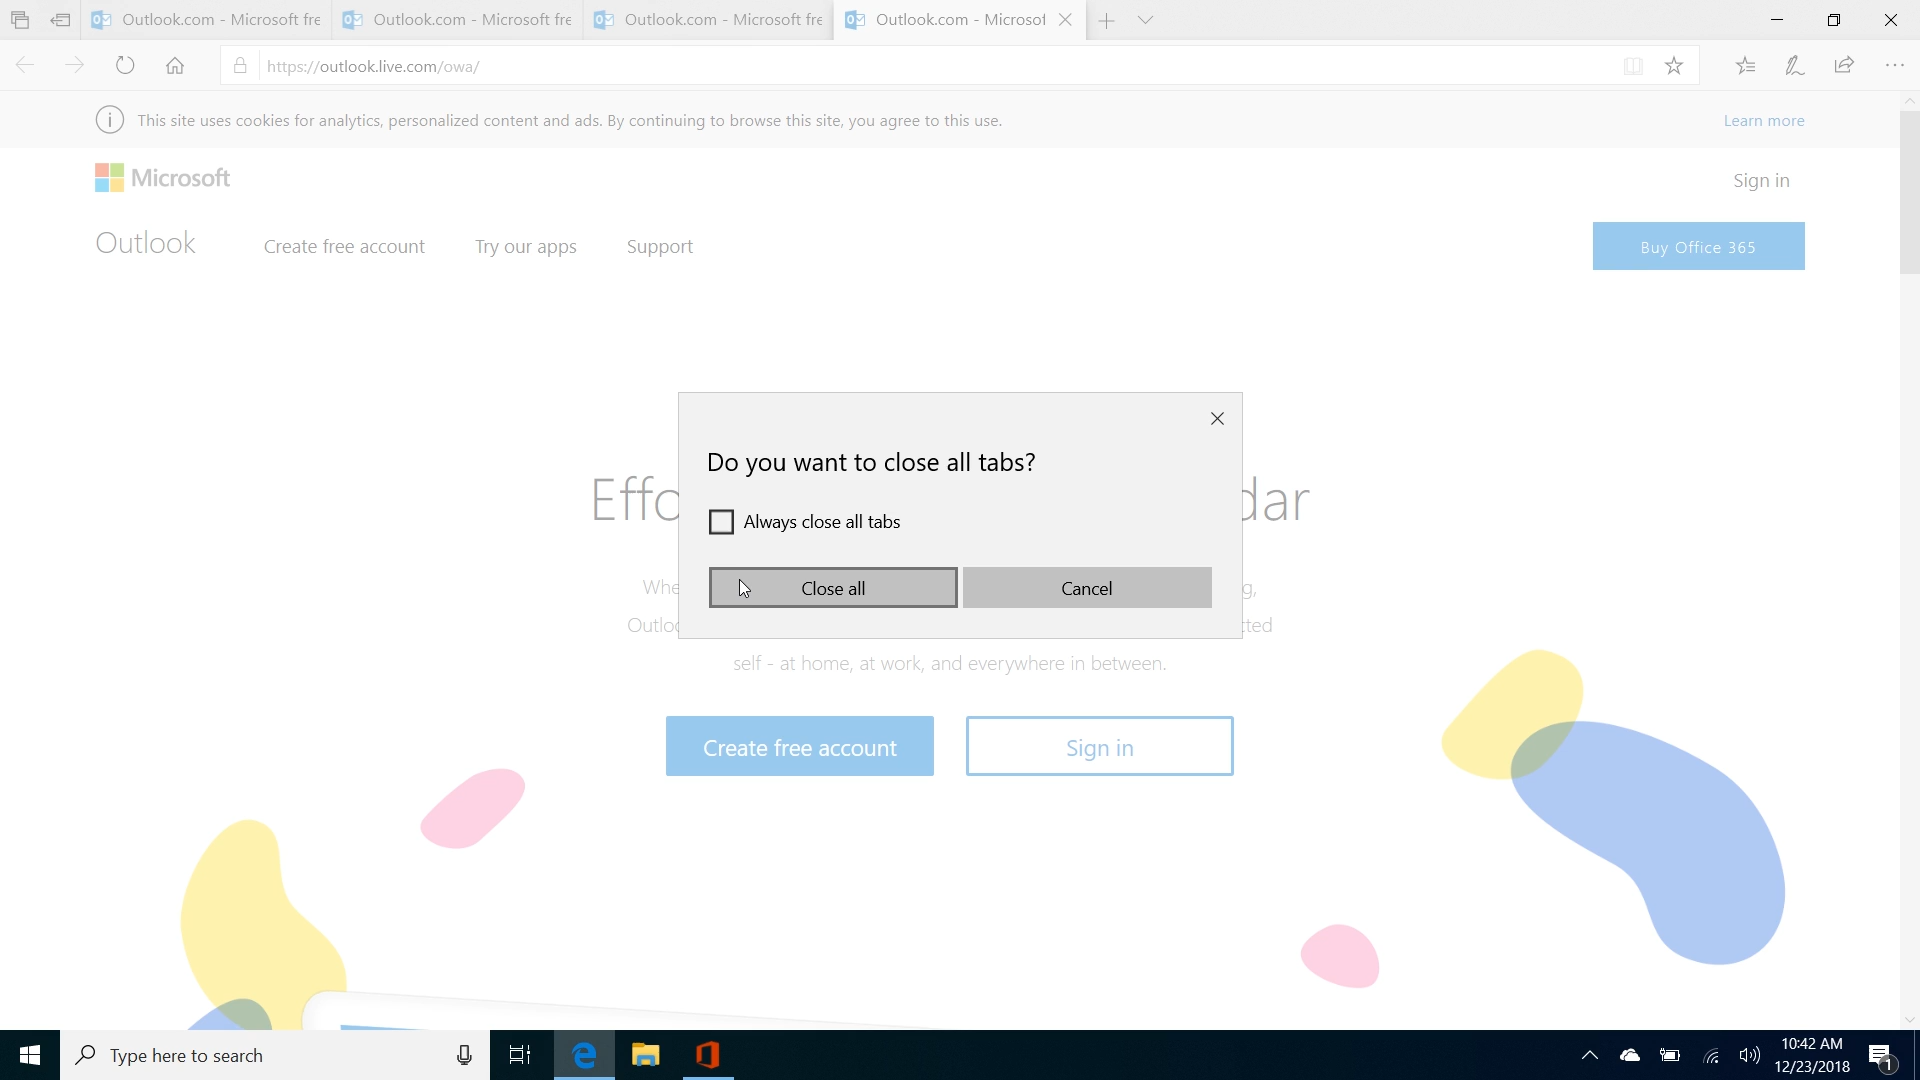 Outlook.com - Microsoft fre
Outlook.com - Microsoft fre
Outlook.com - Microsoft fre
Outlook.com - Microsof
https://outlook.live.com/owa/
This site uses cookies for analytics, personalized content and ads. By continuing to browse this site, you agree to this use.
Learn more
Microsoft
Sign in
Outlook
Create free account
Try our apps
Support
Buy Office 365
Do you want to close all tabs?
Always close all tabs
Close all
Cancel
self - at home, at work, and everywhere in between.
Create free account
Sign in
Type here to search
10:42 AM
12/23/2018
1